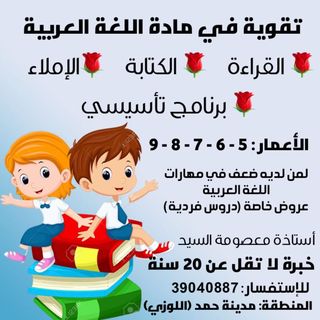 تقوية في مادة اللغة العربية
القراءة الكتابة الإملاء
برنامج تأسيسي
الأعمار: 5 - 6 - 7 - 8 - 9
لمن لديه ضعف في مهارات
اللغة العربية
عروض خاصة (دروس فردية)
أستاذة معصومة السيد
خبرة لا تقل عن 20 سنة
للإستفسار: 39040887
المنطقة: مدينة حمد (اللوزي)